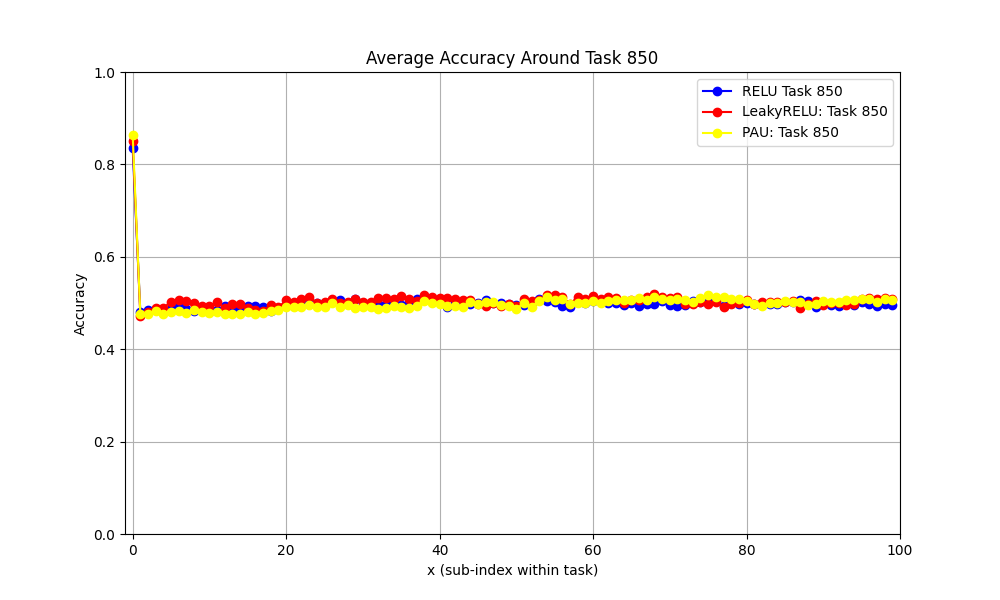 Average Accuracy Around Task 850
RELU Task 850
LeakyRELU: Task 850
PAU: Task 850
Accuracy
1.0
0.8
0.6
0.4
0.2
0.0
0 20 40 60 80 100
x (sub-index within task)